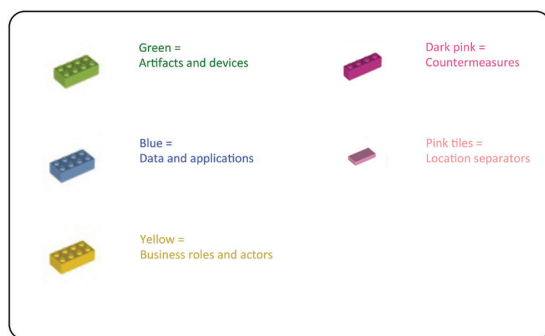 Green =
Artifacts and devices
Dark pink =
Countermeasures
Blue =
Data and applications
Pink tiles =
Location separators
Yellow =
Business roles and actors